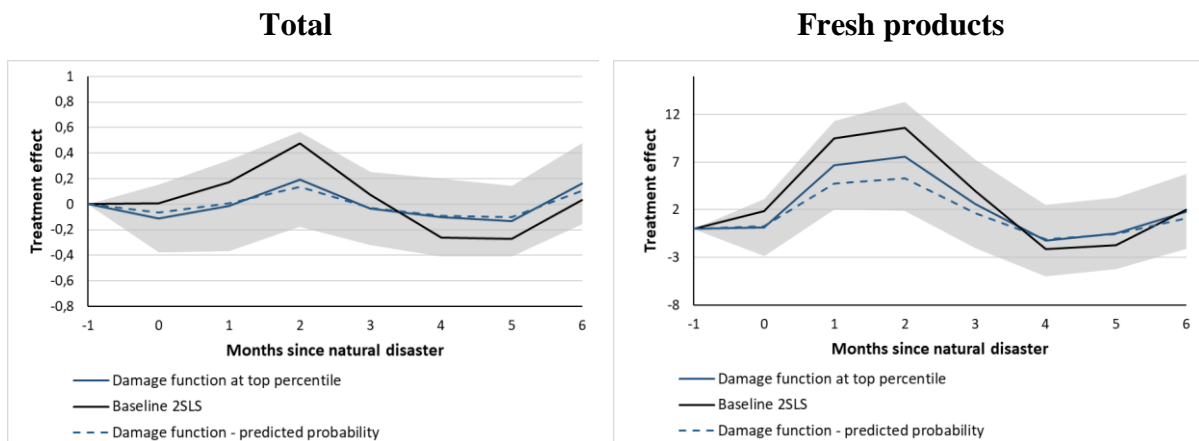 Total
1
0,8
0,6
0,4
0,2
0
-0,2
-0,4
-0,6
-0,8
Treatment effect
-1 0 1 2 3 4 5 6
Months since natural disaster
Damage function at top percentile
Baseline 2SLS
Damage function - predicted probability
Fresh products
12
7
2
-3
-8
Treatment effect
-1 0 1 2 3 4 5 6
Months since natural disaster
Damage function at top percentile
Baseline 2SLS
Damage function - predicted probability